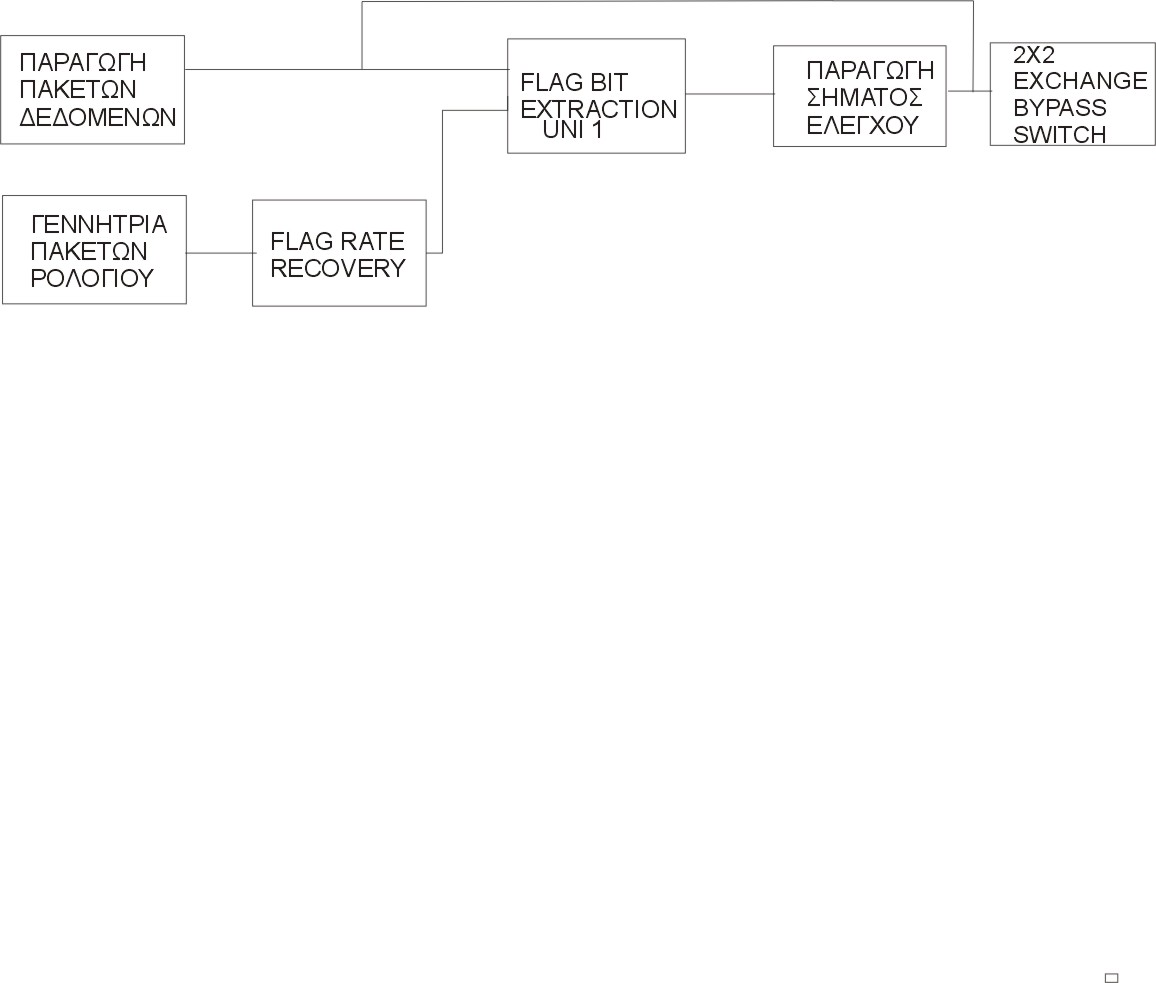 ΠΑΡΑΓΩΓΗ
ΠΑΚΕΤΩΝ
ΔΕΔΟΜΕΝΩΝ
FLAG BIT
EXTRACTION
UNI 1
ΠΑΡΑΓΩΓΗ
ΣΗΜΑΤΟΣ
ΕΛΕΓΧΟΥ
2X2
EXCHANGE
BYPASS
SWITCH
ΓΕΝΝΗΤΡΙΑ
ΠΑΚΕΤΩΝ
ΡΟΛΟΓΙΟΥ
FLAG RATE
RECOVERY